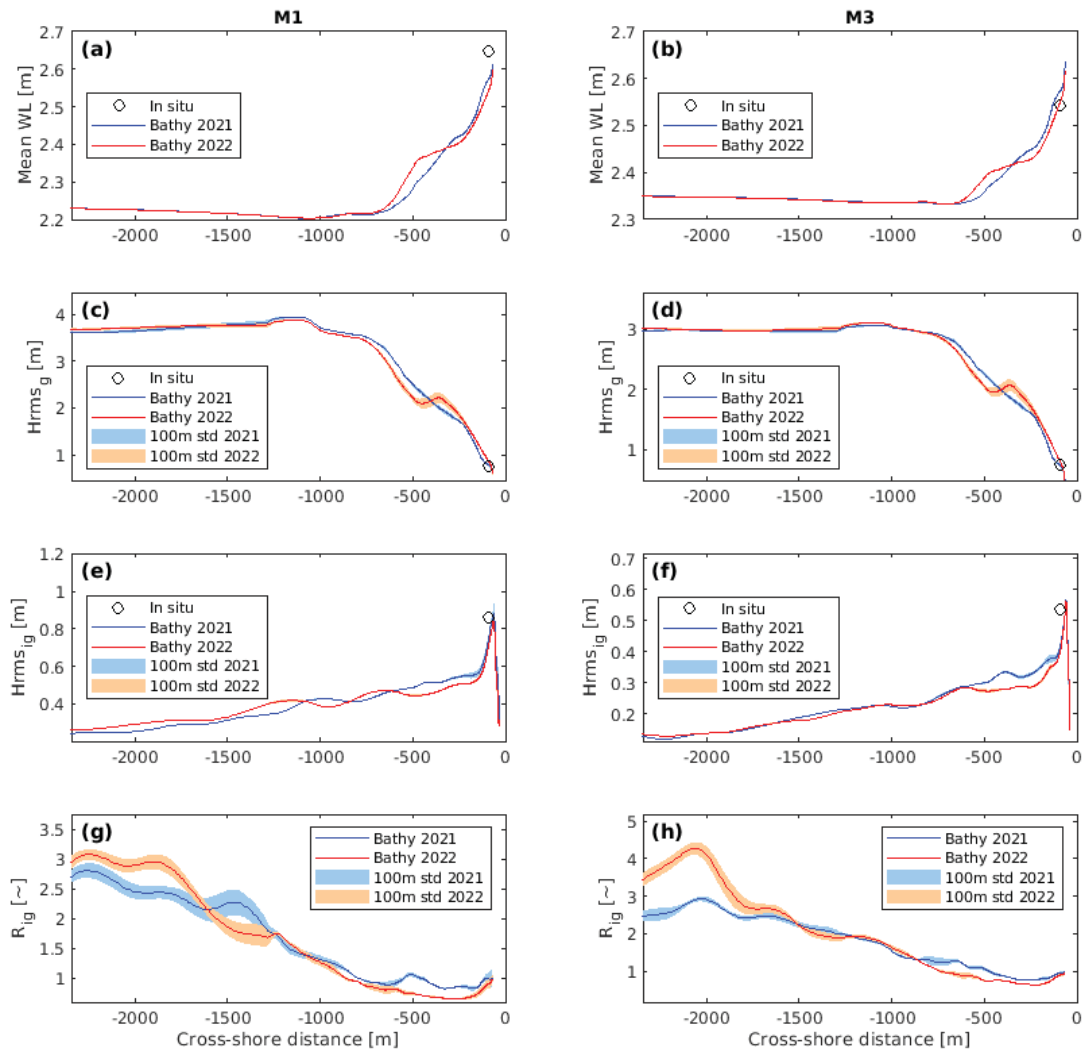 M1
M3
(a)
Mean WL [m]
2.7
2.6
2.5
2.4
2.3
2.2
In situ
Bathy 2021
Bathy 2022
-2000 -1500 -1000 -500 0
(b)
Mean WL [m]
2.7
2.6
2.5
2.4
2.3
In situ
Bathy 2021
Bathy 2022
-2000 -1500 -1000 -500 0
(c)
Hrms_g [m]
4
3
2
1
In situ
Bathy 2021
Bathy 2022
100m std 2021
100m std 2022
-2000 -1500 -1000 -500 0
(d)
Hrms_g [m]
3
2
1
In situ
Bathy 2021
Bathy 2022
100m std 2021
100m std 2022
-2000 -1500 -1000 -500 0
(e)
Hrms_ig [m]
1.2
1
0.8
0.6
0.4
In situ
Bathy 2021
Bathy 2022
100m std 2021
100m std 2022
-2000 -1500 -1000 -500 0
(f)
Hrms_ig [m]
0.7
0.6
0.5
0.4
0.3
0.2
In situ
Bathy 2021
Bathy 2022
100m std 2021
100m std 2022
-2000 -1500 -1000 -500 0
(g)
R_ig [~]
3.5
3
2.5
2
1.5
1
Bathy 2021
Bathy 2022
100m std 2021
100m std 2022
-2000 -1500 -1000 -500 0
Cross-shore distance [m]
(h)
R_ig [~]
5
4
3
2
1
Bathy 2021
Bathy 2022
100m std 2021
100m std 2022
-2000 -1500 -1000 -500 0
Cross-shore distance [m]